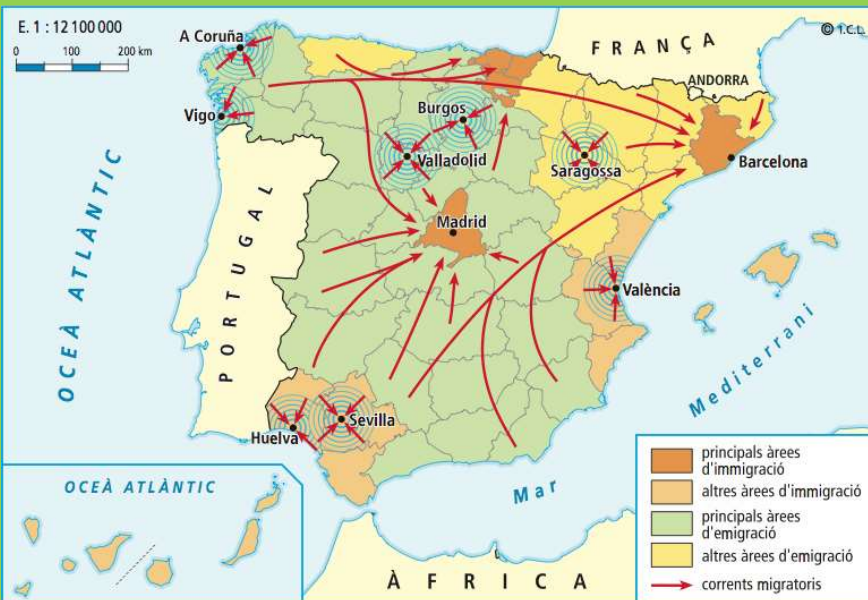 E. 1 : 12 100 000
0 100 200 km
A Coruña
Vigo
Burgos
Valladolid
Saragossa
Barcelona
Madrid
València
Sevilla
Huelva
FRANÇA
ANDORRA
© I.C.L.
PORTUGAL
OCEÀ ATLÀNTIC
Mar
Mediterrani
ÀFRICA
OCEÀ ATLÀNTIC
principals àrees
d'immigració
altres àrees d'immigració
principals àrees
d'emigració
altres àrees d'emigració
corrents migratoris